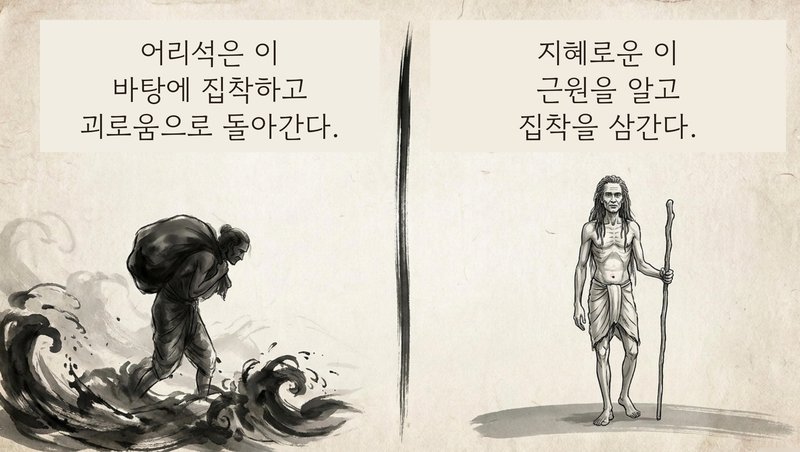 어리석은 이
바탕에 집착하고
괴로움으로 돌아간다.
지혜로운 이
근원을 알고
집착을 삼간다.